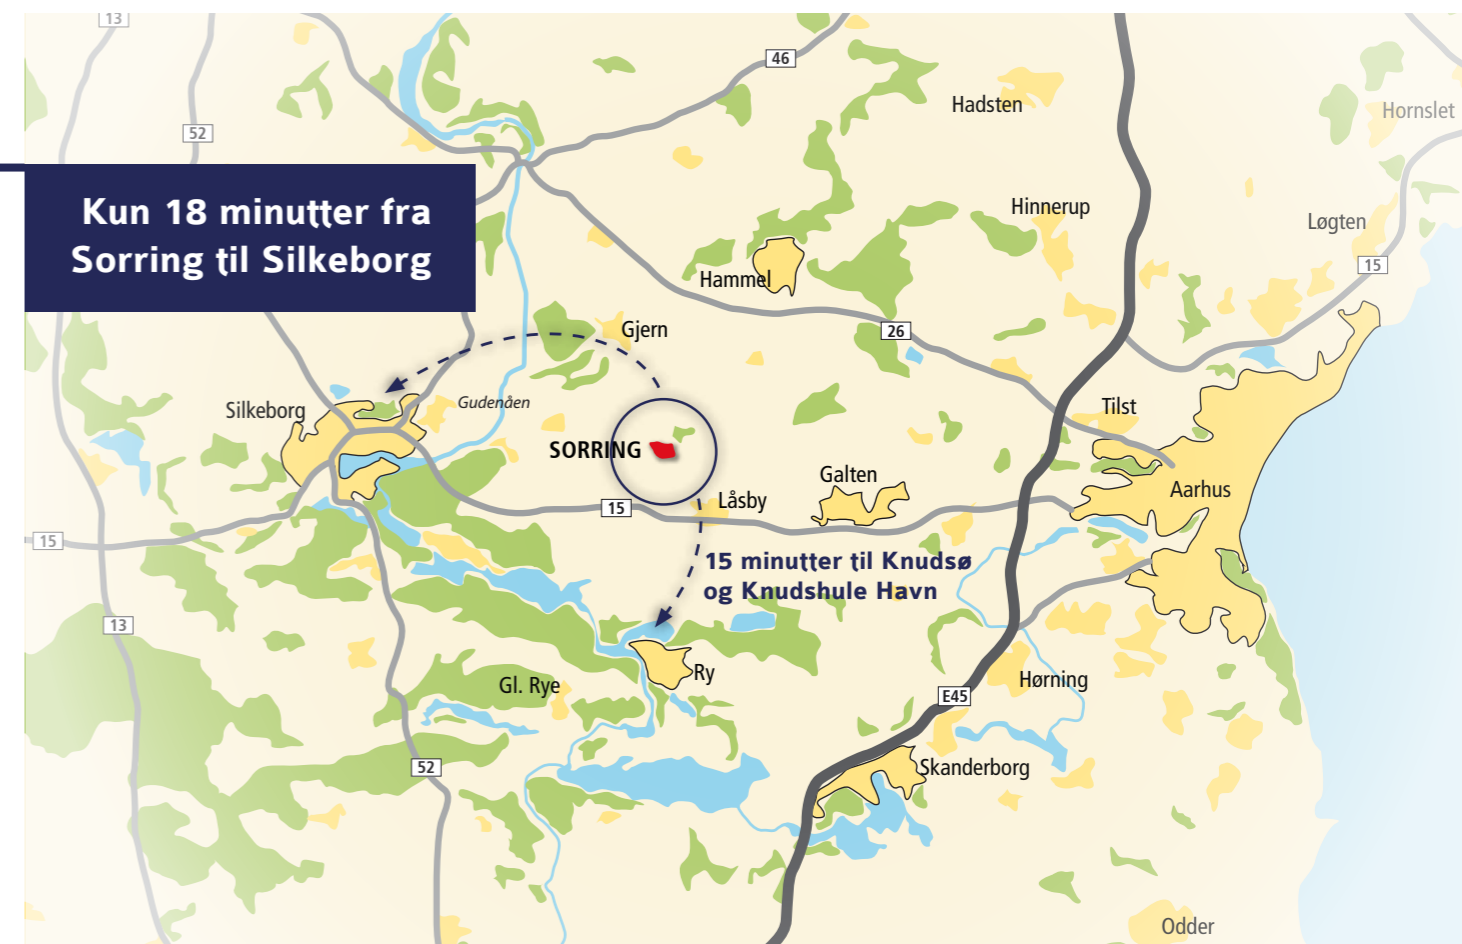 13
46
Hadsten
Hornslet
52
Kun 18 minutter fra
Sorring til Silkeborg
Hinnerup
Løgten
15
Hammel
Gjern
26
Gudenåen
Silkeborg
Tilst
SORRING
Galten
Aarhus
Låsby
15
15
15 minutter til Knudsø
og Knudshule Havn
13
Ry
Gl. Rye
Hørning
E45
52
Skanderborg
Odder